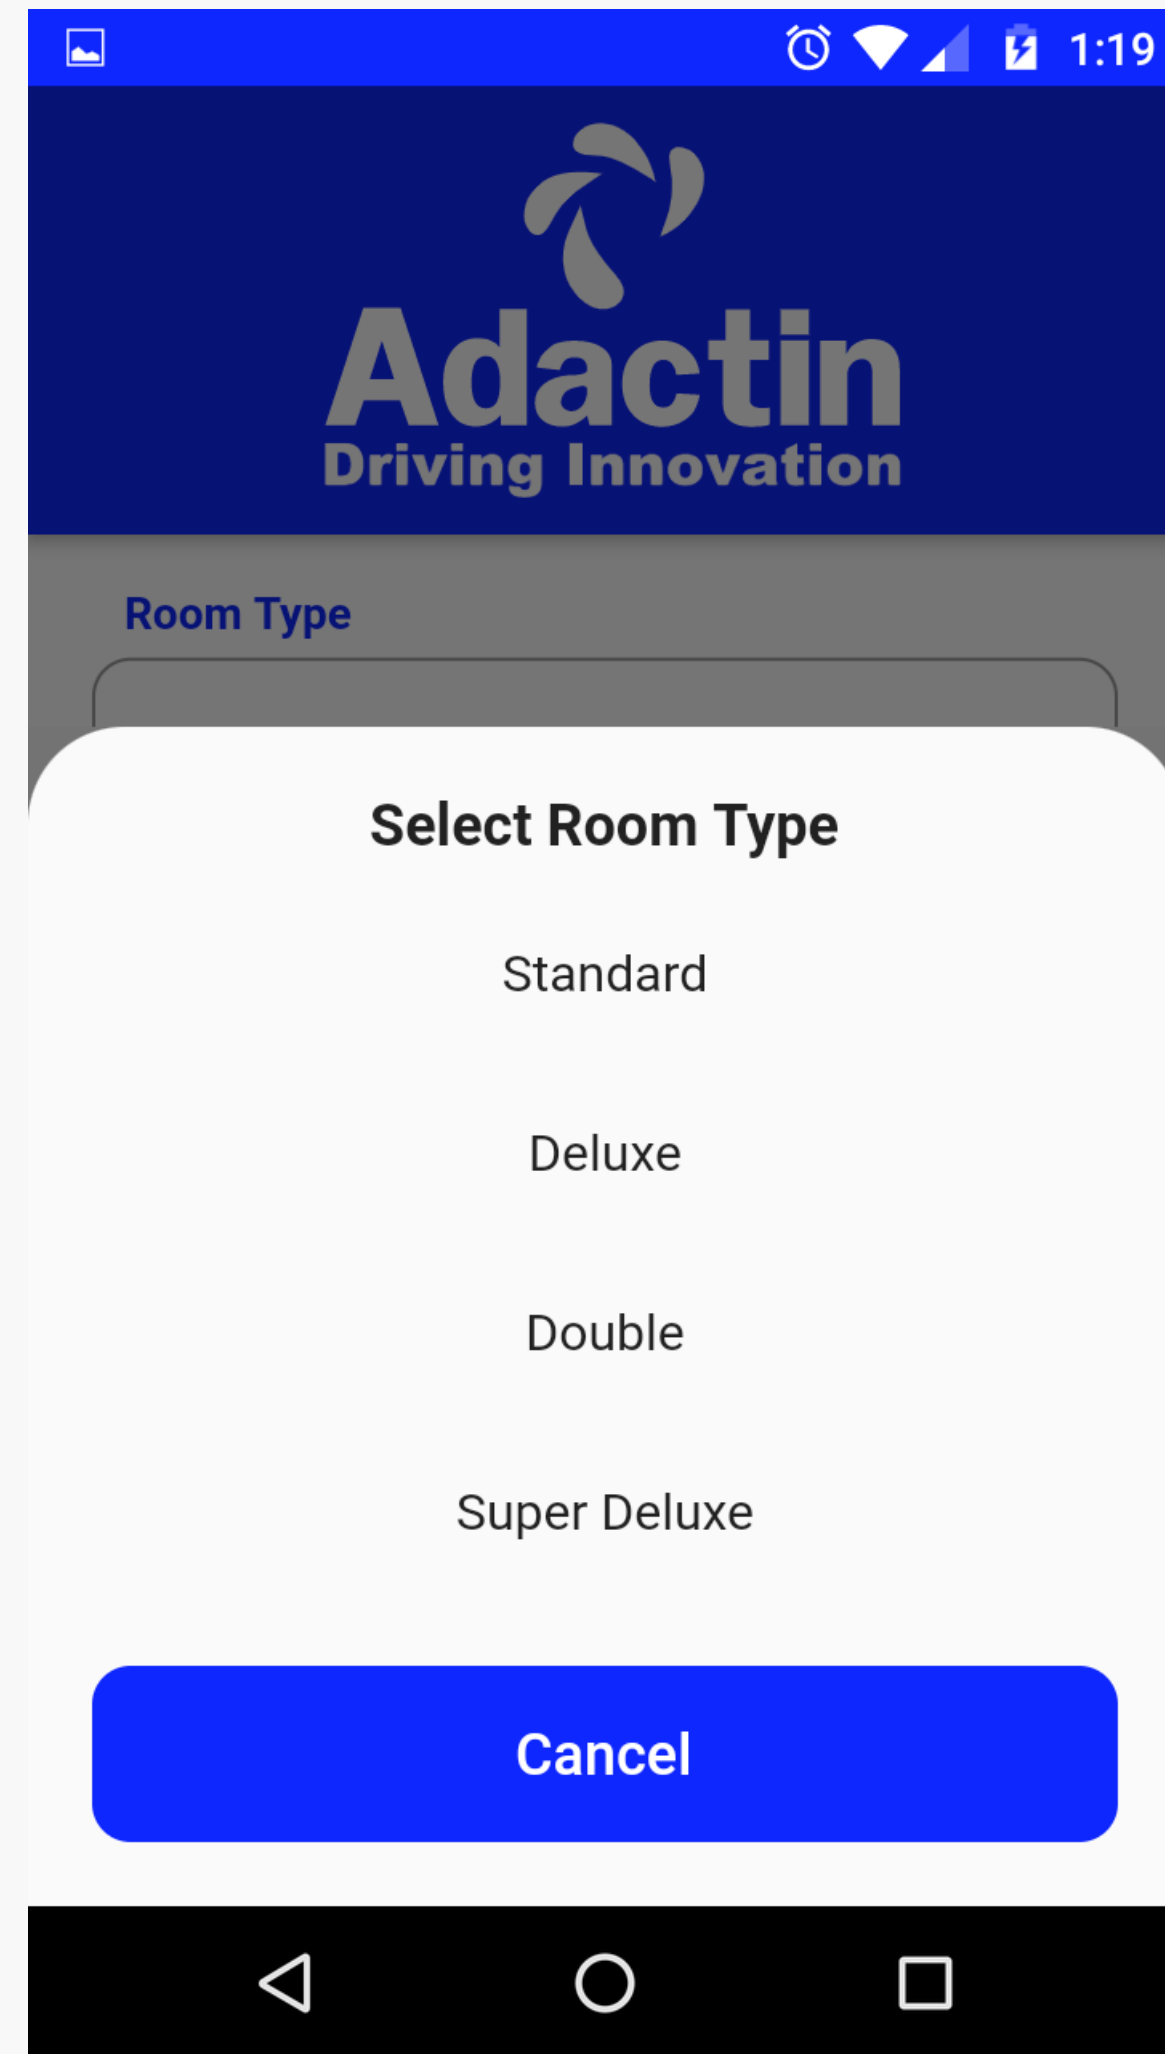 1:19
Adactin
Driving Innovation
Room Type
Select Room Type
Standard
Deluxe
Double
Super Deluxe
Cancel